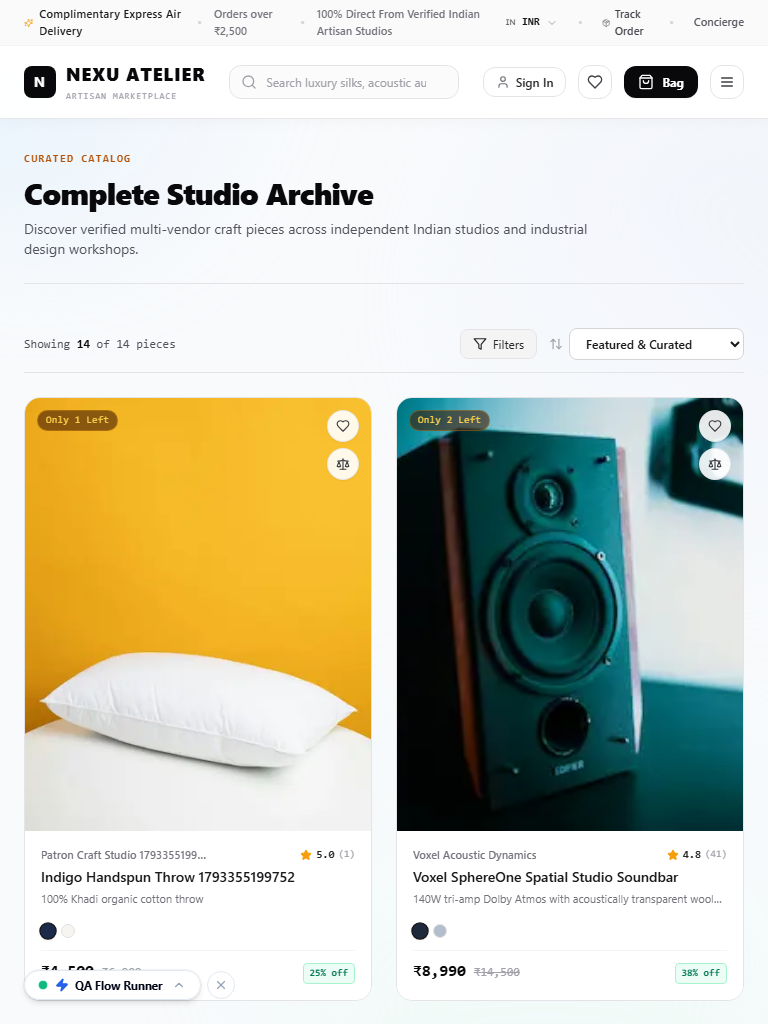 Complimentary Express Air
Delivery
Orders over
₹2,500
100% Direct From Verified Indian
Artisan Studios
IN INR
Track
Order
Concierge
N
NEXU ATELIER
ARTISAN MARKETPLACE
Search luxury silks, acoustic au
Sign In
Bag
CURATED CATALOG
Complete Studio Archive
Discover verified multi-vendor craft pieces across independent Indian studios and industrial
design workshops.
Showing 14 of 14 pieces
Filters
Featured & Curated
Only 1 Left
Only 2 Left
EDIFIER
Patron Craft Studio 1793355199...
5.0 (1)
Indigo Handspun Throw 1793355199752
100% Khadi organic cotton throw
25% off
Voxel Acoustic Dynamics
4.8 (41)
Voxel SphereOne Spatial Studio Soundbar
140W tri-amp Dolby Atmos with acoustically transparent wool...
₹8,990 ₹14,500
38% off
QA Flow Runner